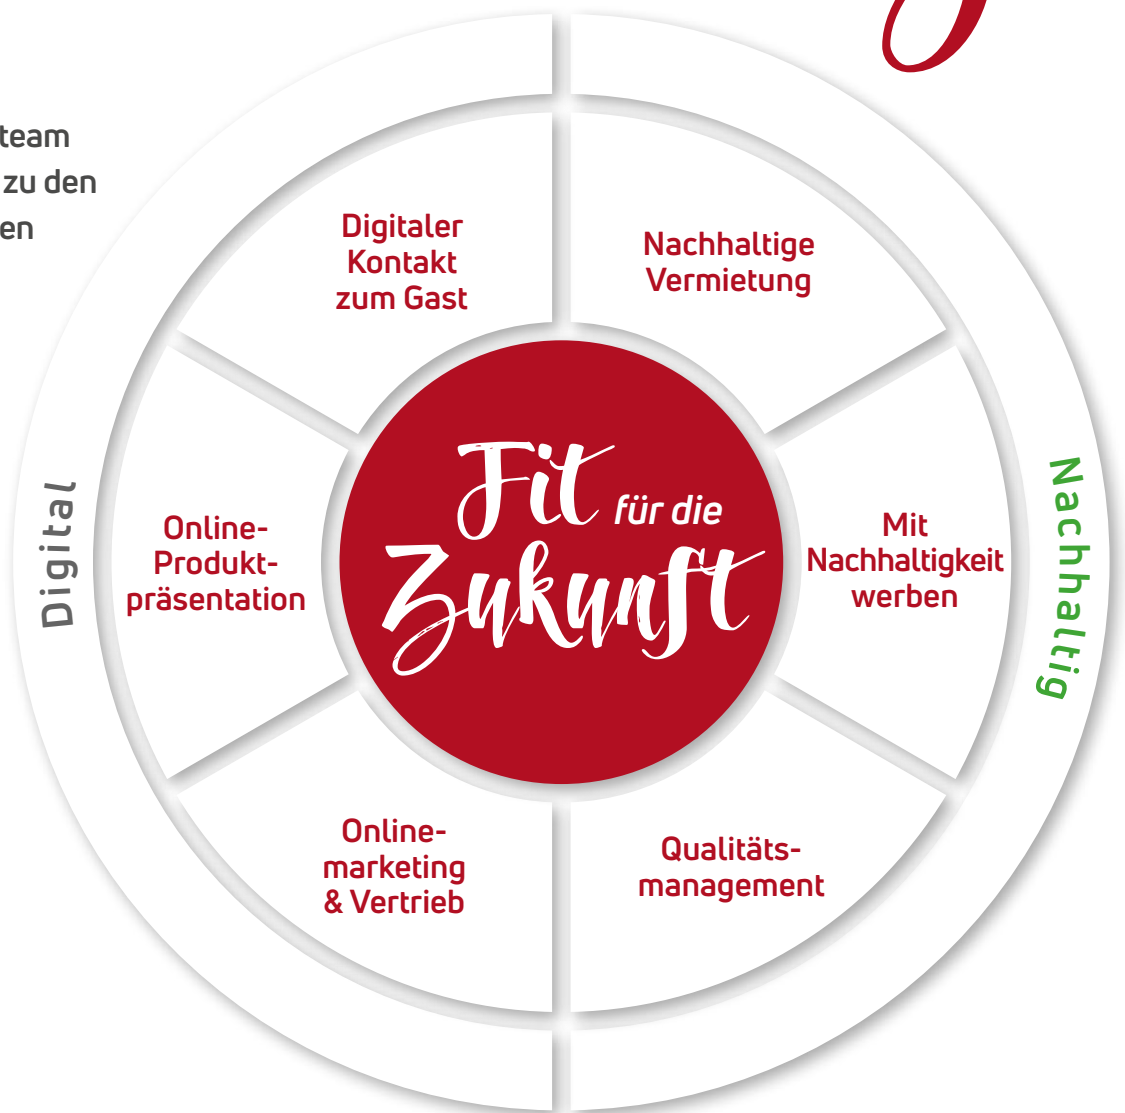 team
zu den
en
Digitaler
Kontakt
zum Gast
Nachhaltige
Vermietung
Digital
Online-
Produkt-
präsentation
Fit für die
Zukunft
Mit
Nachhaltigkeit
werben
Nachhaltig
Online-
marketing
& Vertrieb
Qualitäts-
management